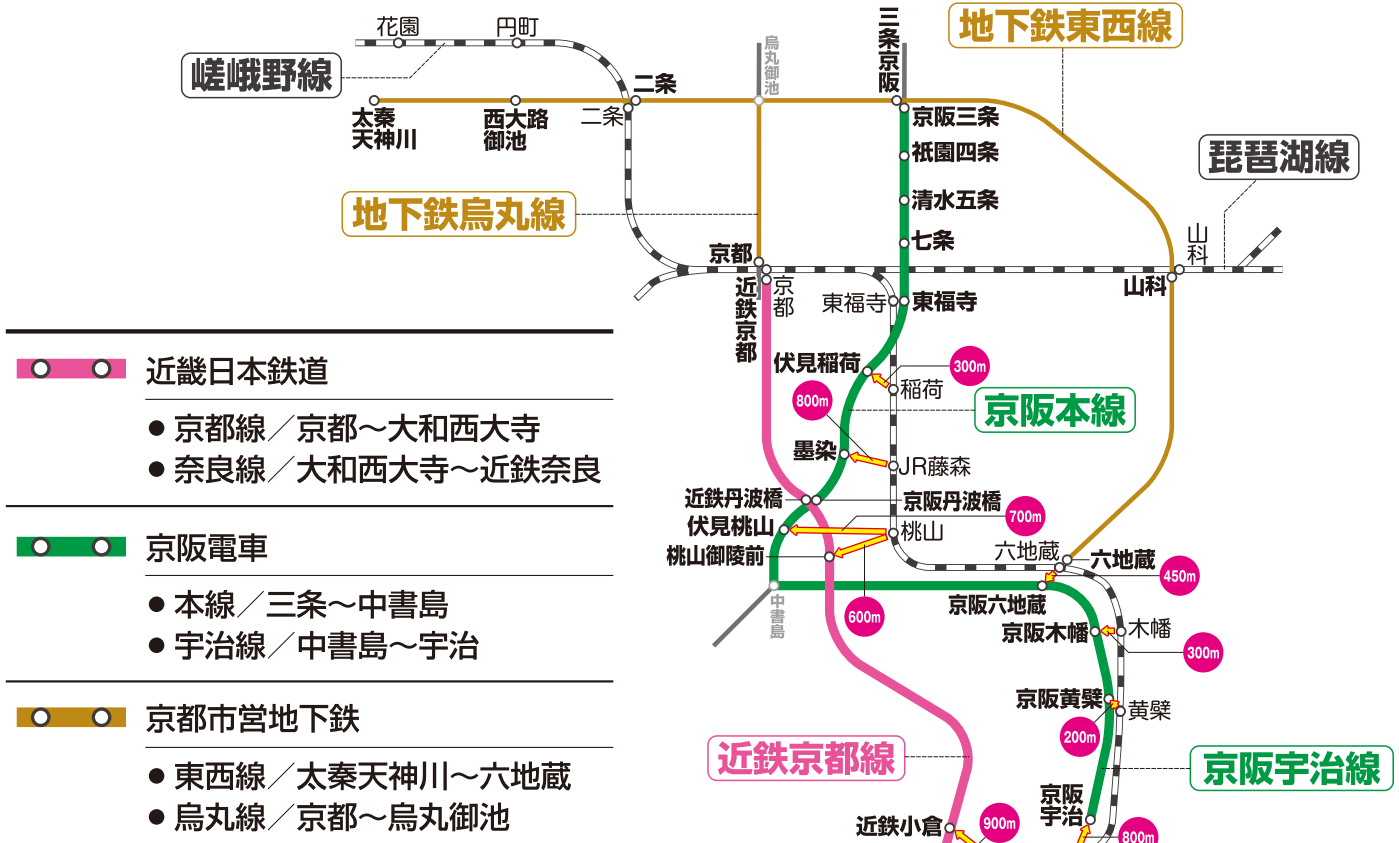 花園
円町
嵯峨野線
太秦
天神川
西大路
御池
二条
二条
烏丸御池
三条京阪
地下鉄東西線
京阪三条
祇園四条
清水五条
七条
琵琶湖線
地下鉄烏丸線
京都
近鉄京都
京都
山科
山科
東福寺
東福寺
伏見稲荷
300m
稲荷
800m
京阪本線
墨染
JR藤森
近鉄丹波橋
京阪丹波橋
伏見桃山
700m
桃山
桃山御陵前
六地蔵
六地蔵
450m
中書島
600m
京阪六地蔵
京阪木幡
木幡
300m
京阪黄檗
黄檗
200m
近鉄京都線
京阪宇治線
京阪
宇治
近鉄小倉
900m
800m
近畿日本鉄道
● 京都線／京都〜大和西大寺
● 奈良線／大和西大寺〜近鉄奈良
京阪電車
● 本線／三条〜中書島
● 宇治線／中書島〜宇治
京都市営地下鉄
● 東西線／太秦天神川〜六地蔵
● 烏丸線／京都〜烏丸御池